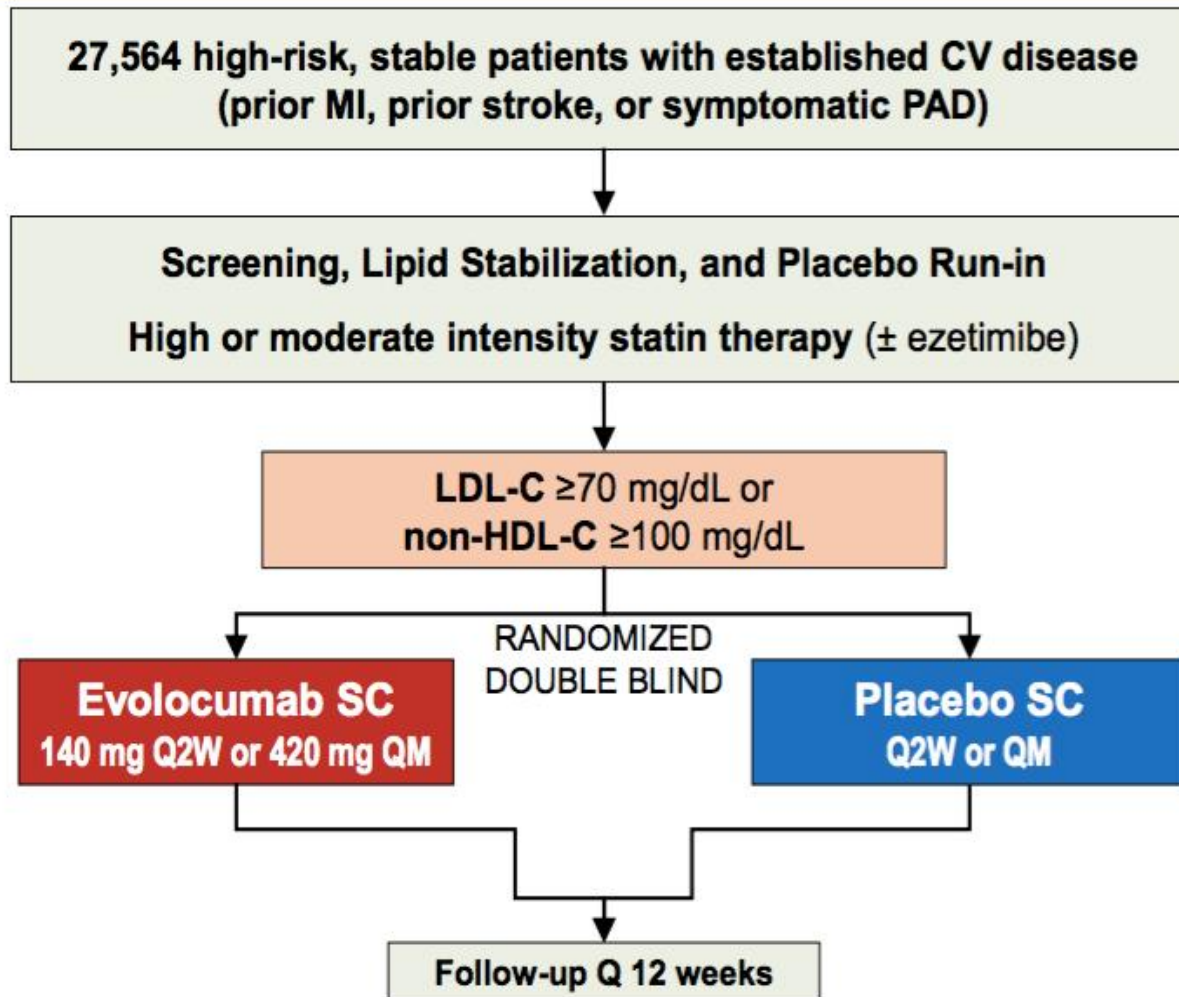 27,564 high-risk, stable patients with established CV disease
(prior MI, prior stroke, or symptomatic PAD)
Screening, Lipid Stabilization, and Placebo Run-in
High or moderate intensity statin therapy (± ezetimibe)
LDL-C ≥70 mg/dL or
non-HDL-C ≥100 mg/dL
RANDOMIZED
DOUBLE BLIND
Evolocumab SC
140 mg Q2W or 420 mg QM
Placebo SC
Q2W or QM
Follow-up Q 12 weeks